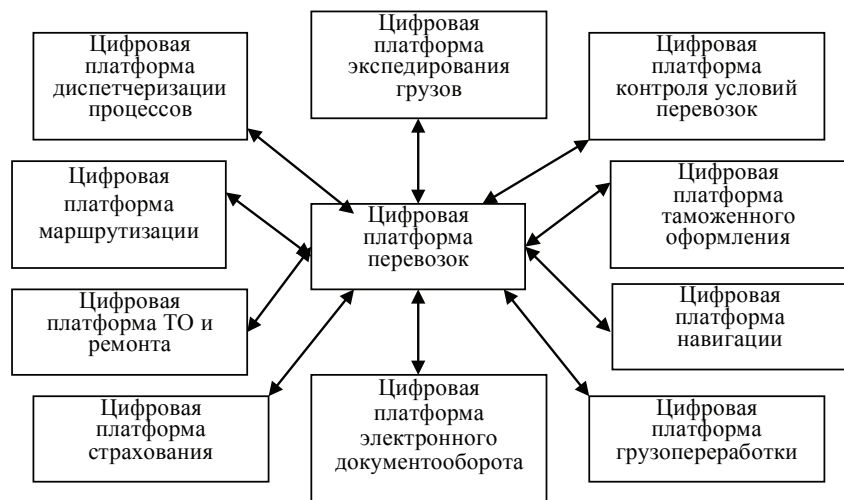 Цифровая
платформа
диспетчеризации
процессов
Цифровая
платформа
экспедирования
грузов
Цифровая
платформа
контроля условий
перевозок
Цифровая
платформа
маршрутизации
Цифровая
платформа
перевозок
Цифровая
платформа
таможенного
оформления
Цифровая
платформа ТО и
ремонта
Цифровая
платформа
навигации
Цифровая
платформа
страхования
Цифровая
платформа
электронного
документооборота
Цифровая
платформа
грузопереработки